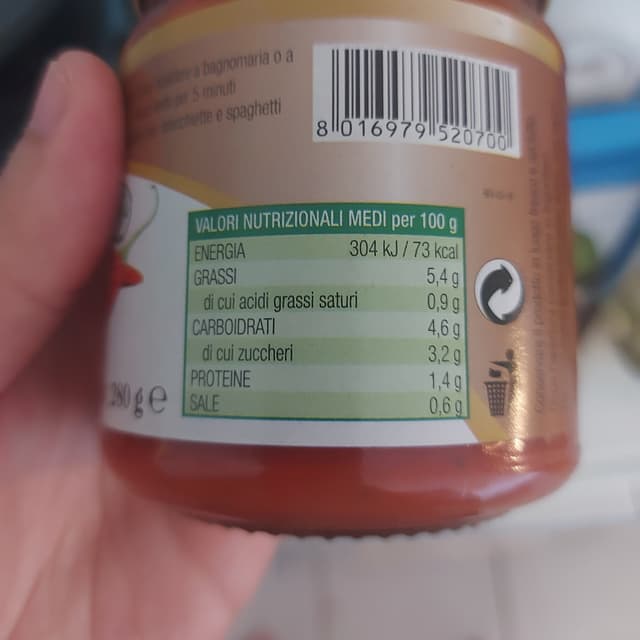 a bagnomaria o a
per 5 minuti
e spaghetti
8 016979 520700
VALORI NUTRIZIONALI MEDI per 100 g
ENERGIA 304 kJ / 73 kcal
GRASSI 5,4 g
di cui acidi grassi saturi 0,9 g
CARBOIDRATI 4,6 g
di cui zuccheri 3,2 g
PROTEINE 1,4 g
SALE 0,6 g
280 g e